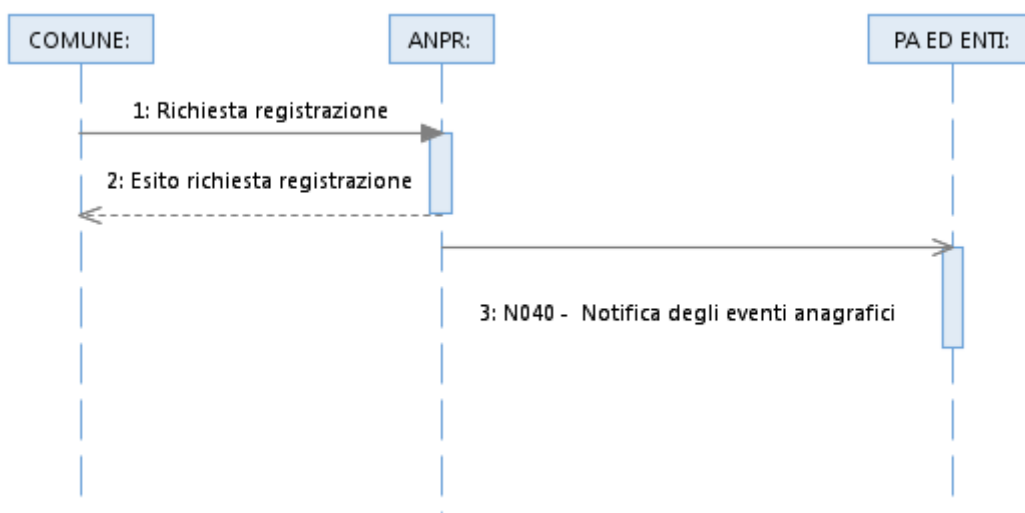 COMUNE:
ANPR:
PA ED ENTI:
1: Richiesta registrazione
2: Esito richiesta registrazione
3: N040 - Notifica degli eventi anagrafici